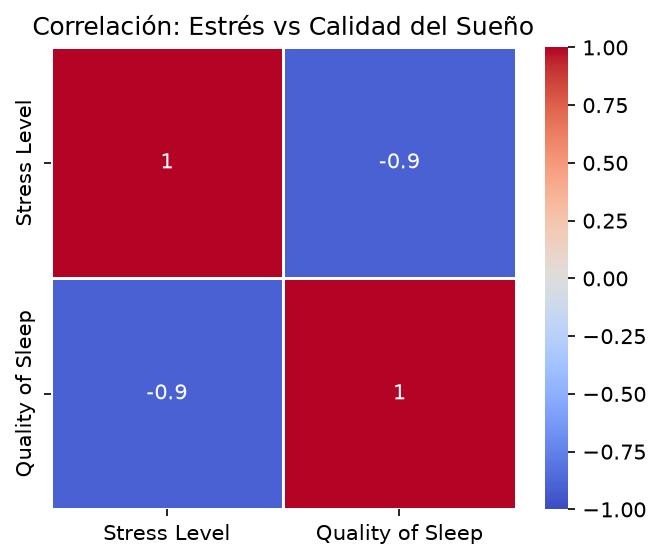 Correlación: Estrés vs Calidad del Sueño
Stress Level
Quality of Sleep
1
-0.9
-0.9
1
Stress Level
Quality of Sleep
1.00
0.75
0.50
0.25
0.00
−0.25
−0.50
−0.75
−1.00